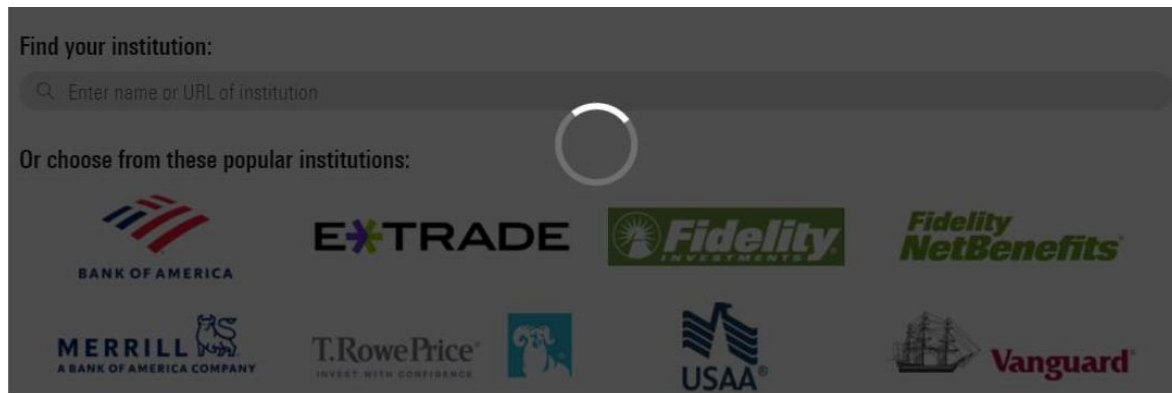 Find your institution:
Enter name or URL of institution
Or choose from these popular institutions:
BANK OF AMERICA
E*TRADE
Fidelity
INVESTMENTS
Fidelity
NetBenefits
MERRILL
A BANK OF AMERICA COMPANY
T.RowePrice®
INVEST WITH CONFIDENCE
USAA®
Vanguard®